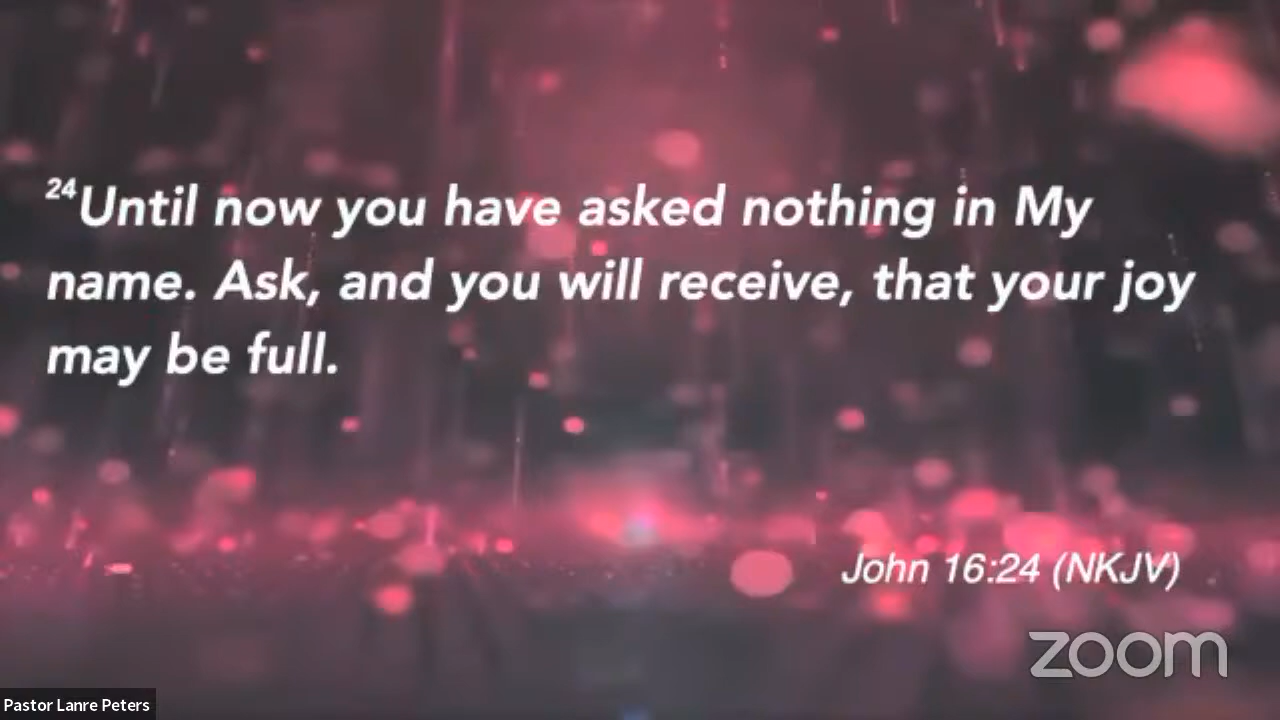 24Until now you have asked nothing in My
name. Ask, and you will receive, that your joy
may be full.
John 16:24 (NKJV)
zoom
Pastor Lanre Peters